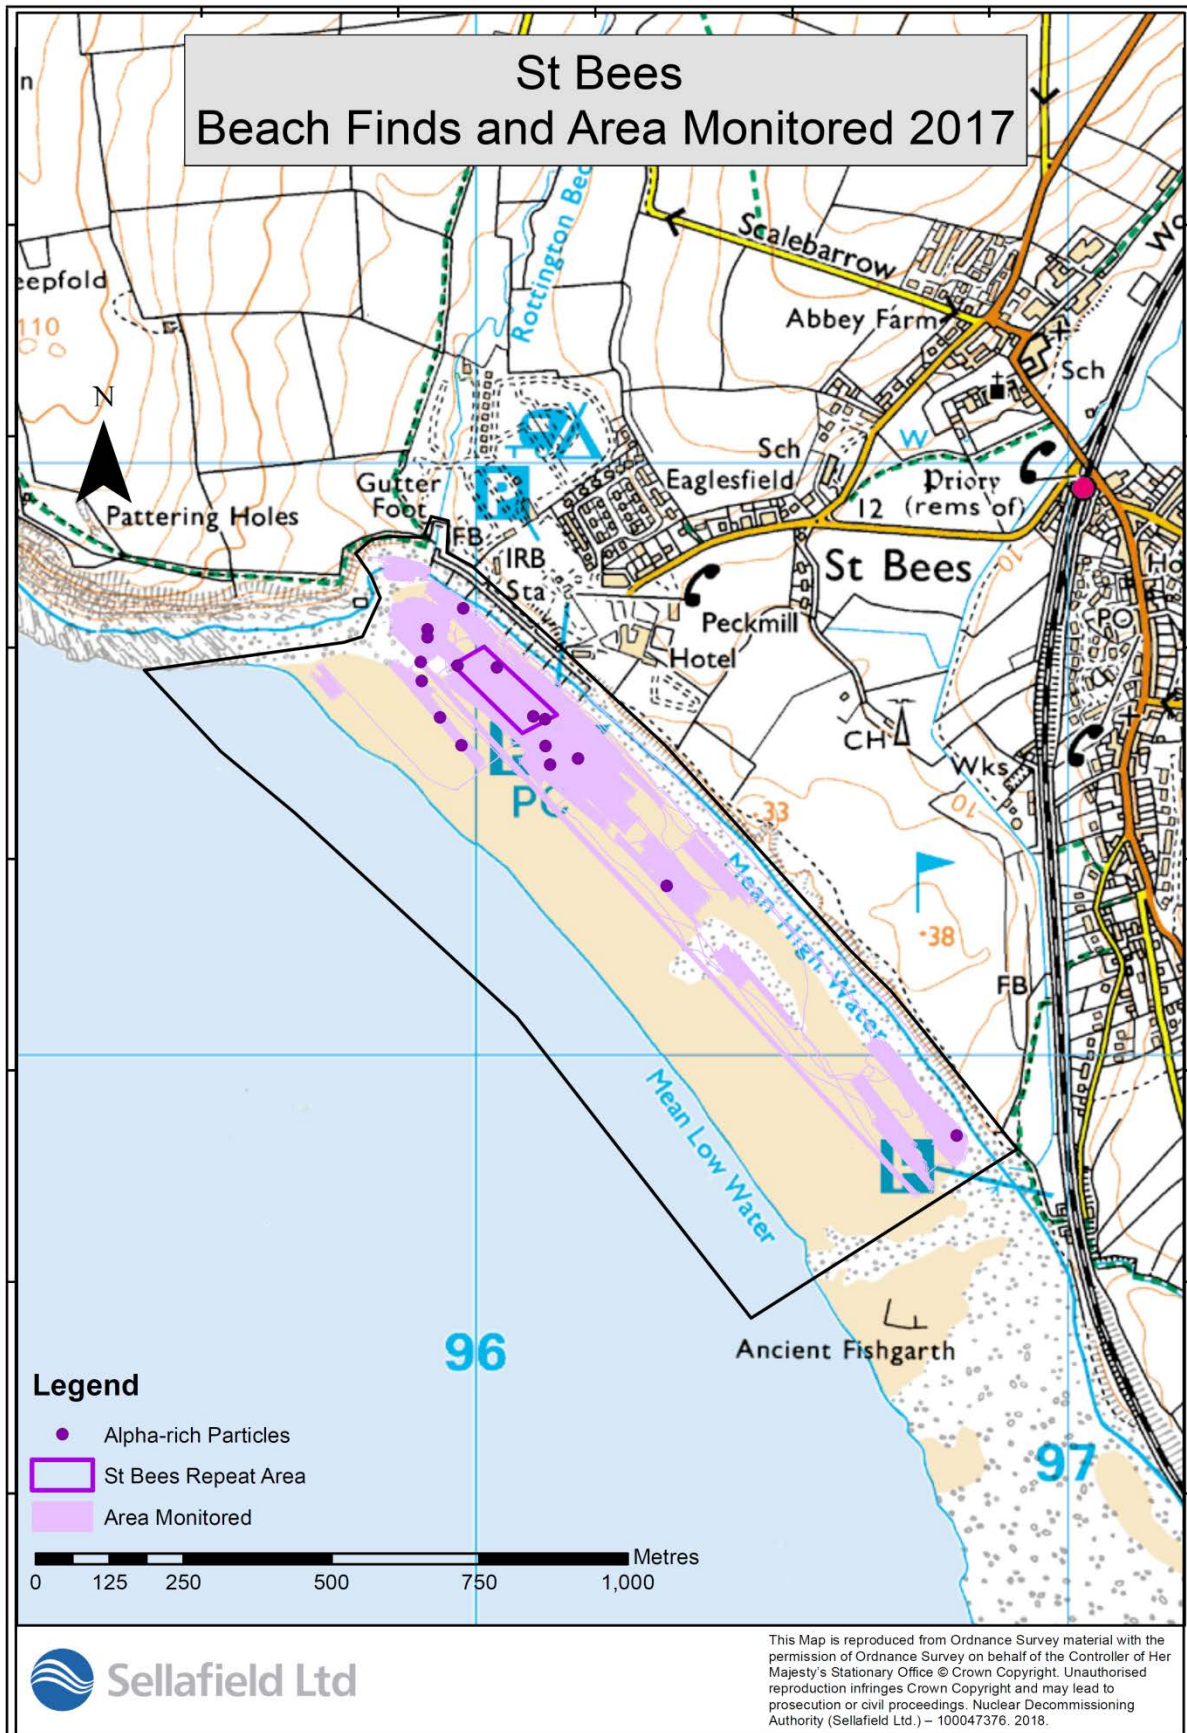 St Bees
Beach Finds and Area Monitored 2017
n
eepfold
110
Rottington Bec
Scalebarrow
Wo
Abbey Farm
Sch
N
Gutter
Foot
FB
Pattering Holes
P
Sch
Eaglesfield
W
Priory
(rems of)
12
10
IRB
Sta
St Bees
Ho
Peckmill
PO
Hotel
CH
Wks
10
P
PC
33
Mean High Water
38
FB
Mean Low Water
P
Ancient Fishgarth
96
97
Legend
Alpha-rich Particles
St Bees Repeat Area
Area Monitored
Metres
0 125 250 500 750 1,000
Sellafield Ltd
This Map is reproduced from Ordnance Survey material with the
permission of Ordnance Survey on behalf of the Controller of Her
Majesty's Stationary Office © Crown Copyright. Unauthorised
reproduction infringes Crown Copyright and may lead to
prosecution or civil proceedings. Nuclear Decommissioning
Authority (Sellafield Ltd.) – 100047376. 2018.